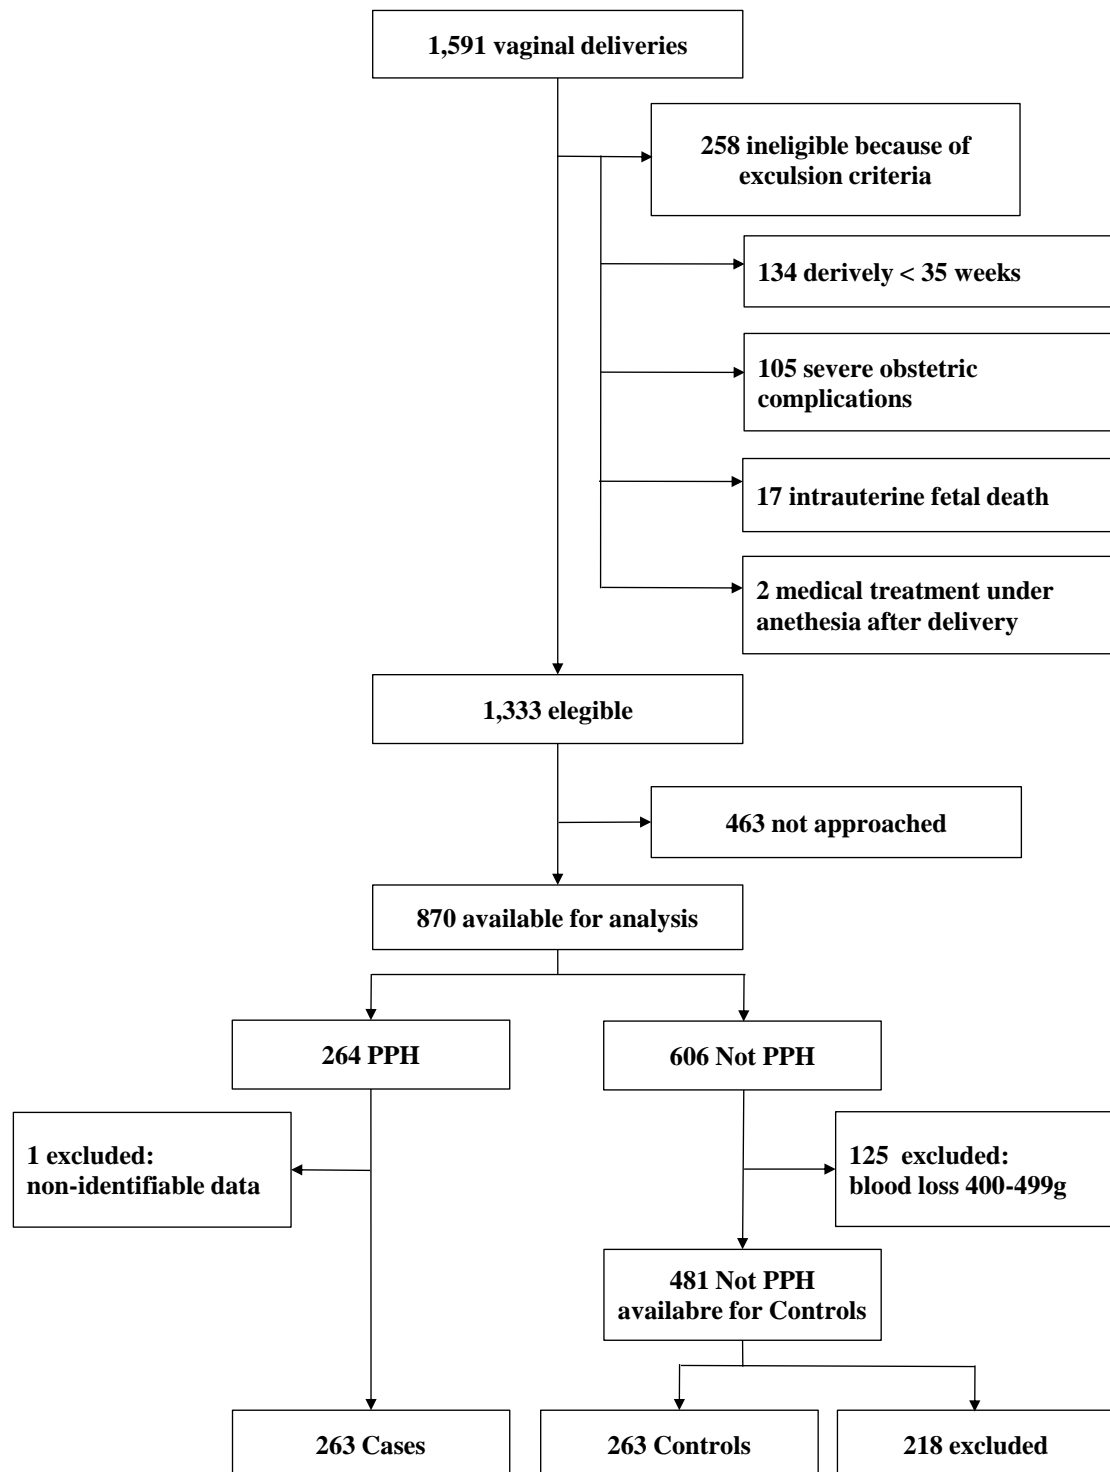 1,591 vaginal deliveries
258 ineligible because of
exculsion criteria
134 derively < 35 weeks
105 severe obstetric
complications
17 intrauterine fetal death
2 medical treatment under
anethesia after delivery
1,333 elegible
463 not approached
870 available for analysis
264 PPH
606 Not PPH
1 excluded:
non-identifiable data
125 excluded:
blood loss 400-499g
481 Not PPH
availabre for Controls
263 Cases
263 Controls
218 excluded